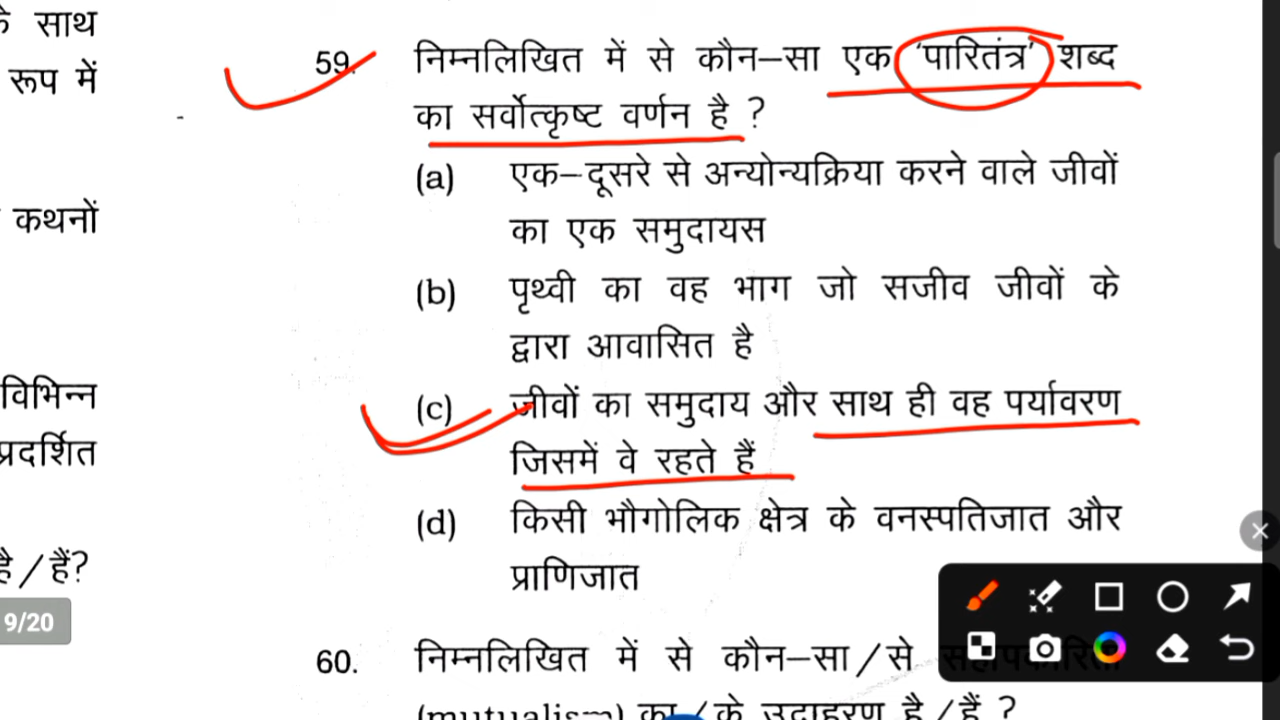 के साथ
रूप में
कथनों
विभिन्न
प्रदर्शित
है/हैं?
9/20
59. निम्नलिखित में से कौन–सा एक 'पारितंत्र' शब्द
का सर्वोत्कृष्ट वर्णन है ?
(a) एक–दूसरे से अन्योन्यक्रिया करने वाले जीवों
का एक समुदायस
(b) पृथ्वी का वह भाग जो सजीव जीवों के
द्वारा आवासित है
(c) जीवों का समुदाय और साथ ही वह पर्यावरण
जिसमें वे रहते हैं
(d) किसी भौगोलिक क्षेत्र के वनस्पतिजात और
प्राणिजात
60. निम्नलिखित में से कौन–सा/से
(mutualism) का/के उदाहरण है/हैं ?